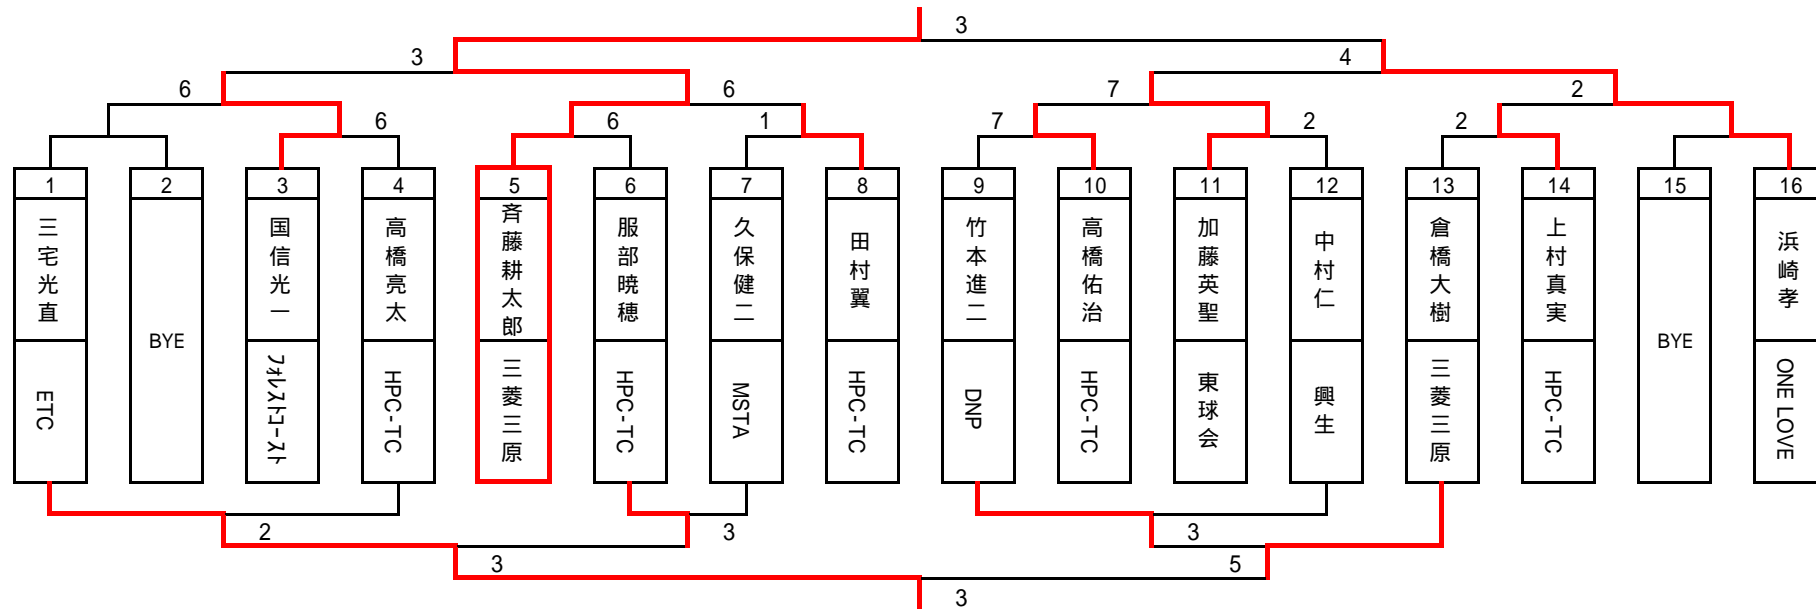 3
3
4
6
6
7
2
6
6
1
7
2
2
1
2
3
4
5
6
7
8
9
10
11
12
13
14
15
16
三宅光直
BYE
国信光一
高橋亮太
斉藤耕太郎
服部暁穂
久保健二
田村翼
竹本進二
高橋佑治
加藤英聖
中村仁
倉橋大樹
上村真実
BYE
浜崎孝
ETC
ﾌｫﾚｽﾄｺｰｽﾄ
HPC-TC
三菱三原
HPC-TC
MSTA
HPC-TC
DNP
HPC-TC
東球会
興生
三菱三原
HPC-TC
ONE LOVE
2
3
3
3
5
3